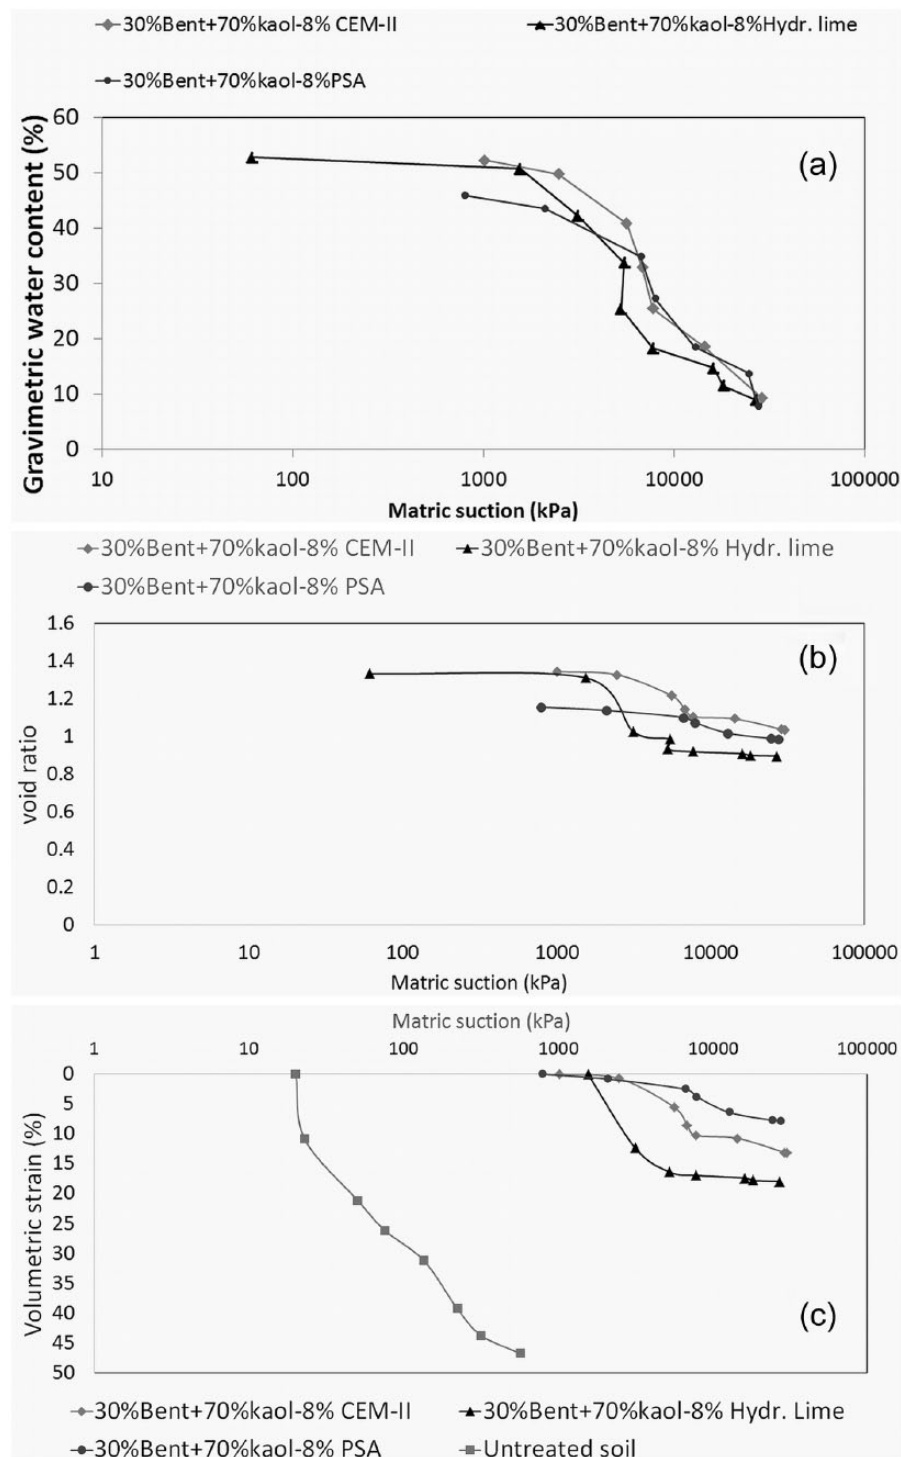 30%Bent+70%kaol-8% CEM-II 30%Bent+70%kaol-8%Hydr. lime
30%Bent+70%kaol-8%PSA
Gravimetric water content (%)
60
50
40
30
20
10
0
(a)
10 100 1000 10000 100000
Matric suction (kPa)
30%Bent+70%kaol-8% CEM-II 30%Bent+70%kaol-8% Hydr. lime
30%Bent+70%kaol-8% PSA
void ratio
1.6
1.4
1.2
1
0.8
0.6
0.4
0.2
0
(b)
1 10 100 1000 10000 100000
Matric suction (kPa)
Matric suction (kPa)
1 10 100 1000 10000 100000
Volumetric strain (%)
0
5
10
15
20
25
30
35
40
45
50
(c)
30%Bent+70%kaol-8% CEM-II 30%Bent+70%kaol-8% Hydr. Lime
30%Bent+70%kaol-8% PSA Untreated soil